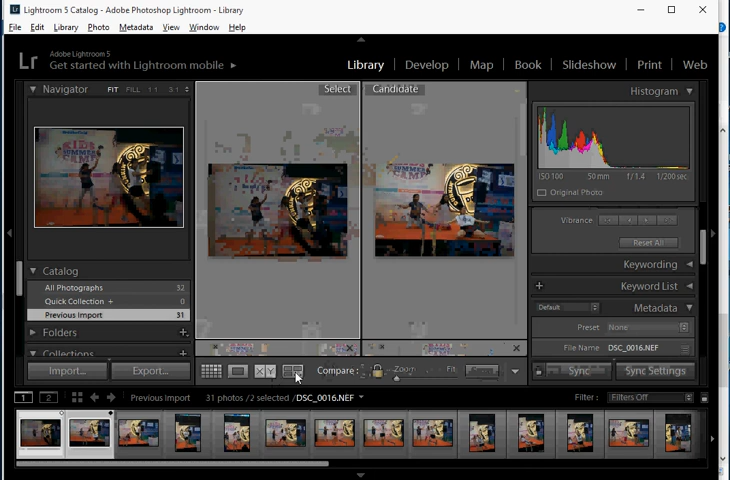 Lightroom 5 Catalog - Adobe Photoshop Lightroom - Library
File Edit Library Photo Metadata View Window Help
Lr
Adobe Lightroom 5
Get started with Lightroom mobile
Library | Develop | Map | Book | Slideshow | Print | Web
Navigator FIT FILL 1:1 3:1
KIDS
SUMMER
CAMP
Catalog
All Photographs 32
Quick Collection + 0
Previous Import 31
Folders
Collections
Import... Export...
Select
Candidate
XY
Compare : Zoom Fit
Histogram
ISO 100 50 mm f / 1.4 1/200 sec
Original Photo
Vibrance
Reset All
Keywording
Keyword List
Default Metadata
Preset None
File Name DSC_0016.NEF
Sync Sync Settings
1 2 Previous Import 31 photos / 2 selected / DSC_0016.NEF
Filter : Filters Off